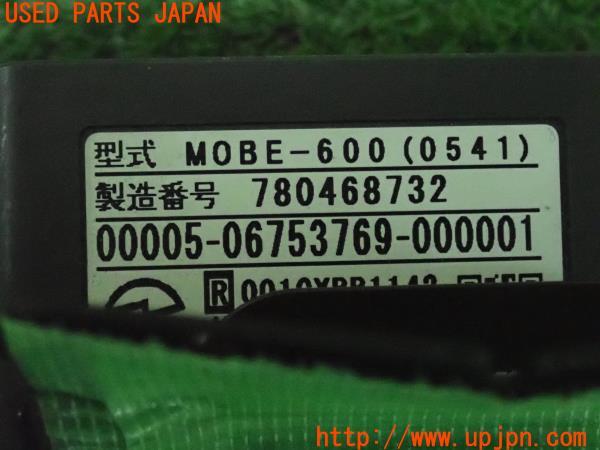 USED PARTS JAPAN
型式 MOBE-600(0541)
製造番号 780468732
00005-06753769-000001
R
http://www.upjpn.com